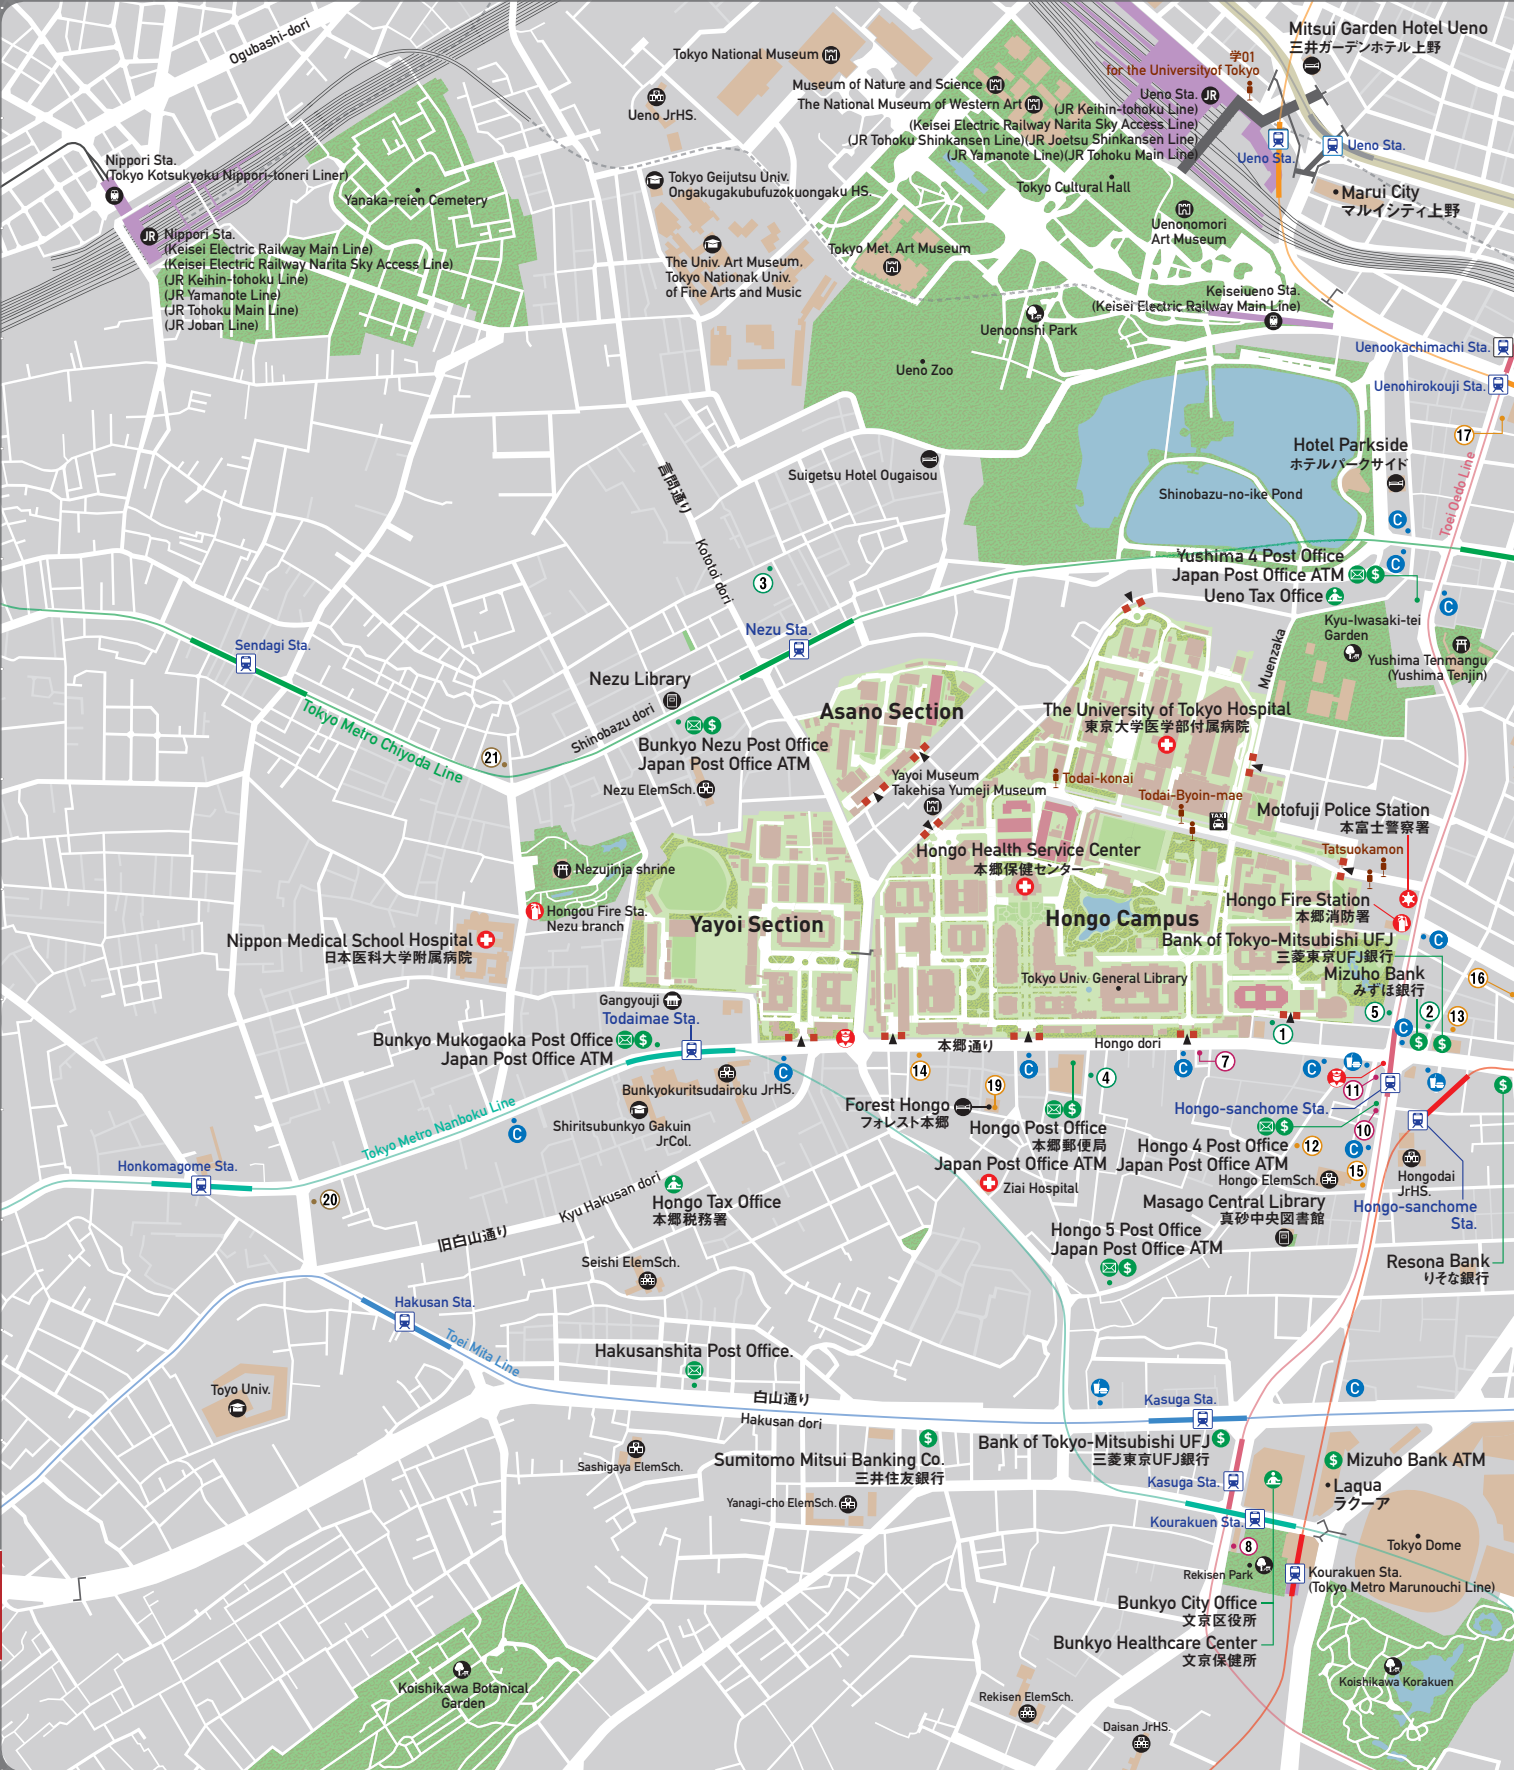 Ogubashi-dori
Tokyo National Museum
Mitsui Garden Hotel Ueno
三井ガーデンホテル上野
学01
for the Universityof Tokyo
Museum of Nature and Science
The National Museum of Western Art
Ueno Sta.
JR
(JR Keihin-tohoku Line)
(Keisei Electric Railway Narita Sky Access Line)
(JR Tohoku Shinkansen Line)(JR Joetsu Shinkansen Line)
(JR Yamanote Line)(JR Tohoku Main Line)
Ueno Sta.
Ueno Sta.
Ueno JrHS.
Nippori Sta.
(Tokyo Kotsukyoku Nippori-toneri Liner)
JR
Nippori Sta.
(Keisei Electric Railway Main Line)
(Keisei Electric Railway Narita Sky Access Line)
(JR Keihin-tohoku Line)
(JR Yamanote Line)
(JR Tohoku Main Line)
(JR Joban Line)
Yanaka-reien Cemetery
Tokyo Geijutsu Univ.
Ongakugakubufuzokuongaku HS.
Tokyo Cultural Hall
Marui City
マルイシティ上野
Uenonomori
Art Museum
The Univ. Art Museum,
Tokyo Nationak Univ.
of Fine Arts and Music
Tokyo Met. Art Museum
Keiseiueno Sta.
(Keisei Electric Railway Main Line)
Uenoonshi Park
Ueno Zoo
Uenookachimachi Sta.
Uenohirokouji Sta.
17
Hotel Parkside
ホテルパークサイド
Suigetsu Hotel Ougaisou
Shinobazu-no-ike Pond
Toei Oedo Line
C
C
C
言問通り
Kototoi dori
3
Yushima 4 Post Office
Japan Post Office ATM
$
Ueno Tax Office
Kyu-Iwasaki-tei
Garden
Yushima Tenmangu
(Yushima Tenjin)
Muenzaka
Sendagi Sta.
Nezu Sta.
Nezu Library
Tokyo Metro Chiyoda Line
Shinobazu dori
21
$
Bunkyo Nezu Post Office
Japan Post Office ATM
Nezu ElemSch.
Asano Section
The University of Tokyo Hospital
東京大学医学部付属病院
Yayoi Museum
Takehisa Yumeji Museum
Todai-konai
Todai-Byoin-mae
TAXI
Motofuji Police Station
本富士警察署
Tatsuokamon
Hongo Health Service Center
本郷保健センター
Nezujinja shrine
Hongou Fire Sta.
Nezu branch
Nippon Medical School Hospital
日本医科大学附属病院
Yayoi Section
Hongo Campus
Hongo Fire Station
本郷消防署
Bank of Tokyo-Mitsubishi UFJ
三菱東京UFJ銀行
C
Mizuho Bank
みずほ銀行
16
Tokyo Univ. General Library
Gangyouji
Todaimae Sta.
Bunkyo Mukogaoka Post Office
Japan Post Office ATM
$
5
2
13
1
C
$
$
本郷通り
Hongo dori
C
14
C
4
C
7
C
11
10
Bunkyokuritsudairoku JrHS.
Shiritsubunkyo Gakuin
JrCol.
Tokyo Metro Nanboku Line
C
Forest Hongo
フォレスト本郷
19
$
Hongo Post Office
本郷郵便局
Japan Post Office ATM
Hongo-sanchome Sta.
$
Hongo 4 Post Office
Japan Post Office ATM
12
C
15
Hongo ElemSch.
Hongodai
JrHS.
Hongo-sanchome
Sta.
$
Resona Bank
りそな銀行
Ziai Hospital
Masago Central Library
真砂中央図書館
Hongo 5 Post Office
Japan Post Office ATM
$
Honkomagome Sta.
20
Kyu Hakusan dori
旧白山通り
Hongo Tax Office
本郷税務署
Seishi ElemSch.
Hakusan Sta.
Toei Mita Line
Hakusanshita Post Office.
Toyo Univ.
白山通り
Hakusan dori
C
Kasuga Sta.
Sashigaya ElemSch.
$
Sumitomo Mitsui Banking Co.
三井住友銀行
Bank of Tokyo-Mitsubishi UFJ
三菱東京UFJ銀行
$
Kasuga Sta.
$
Mizuho Bank ATM
Laqua
ラクーア
Yanagi-cho ElemSch.
Kourakuen Sta.
Tokyo Dome
8
Rekisen Park
Kourakuen Sta.
(Tokyo Metro Marunouchi Line)
Bunkyo City Office
文京区役所
Bunkyo Healthcare Center
文京保健所
Koishikawa Botanical
Garden
Koishikawa Korakuen
Rekisen ElemSch.
Daisan JrHS.